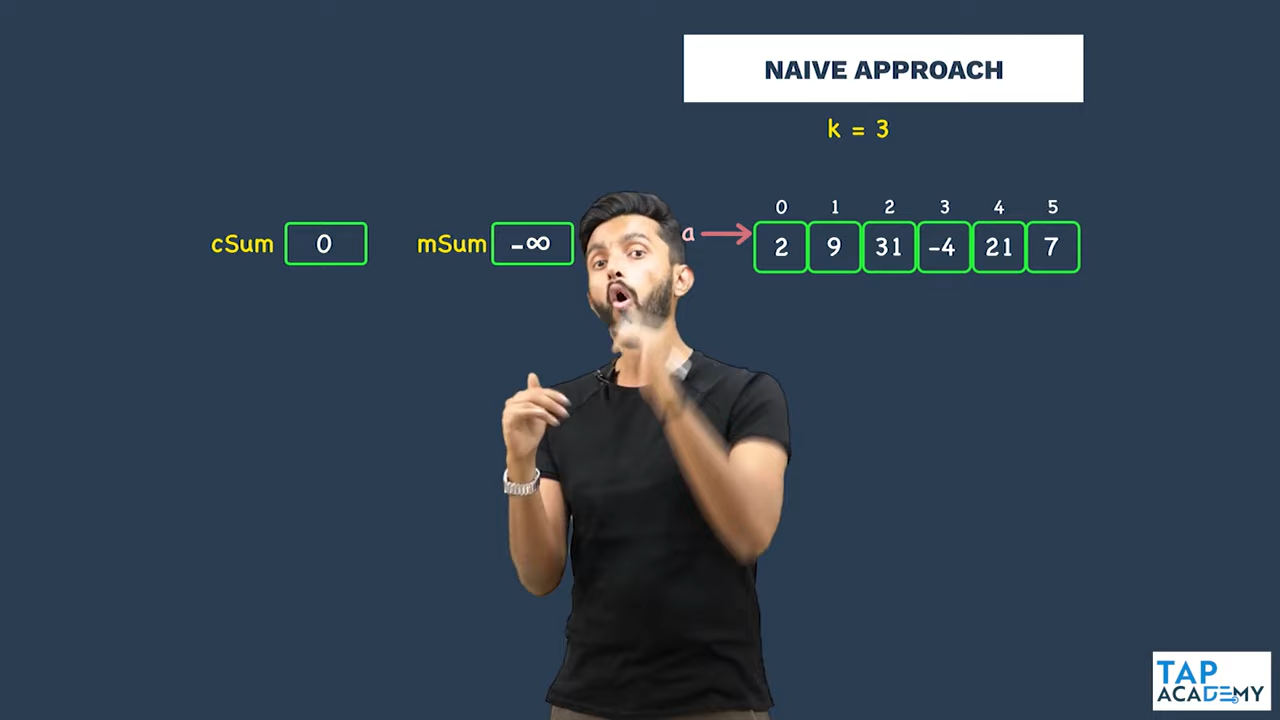 NAIVE APPROACH
k = 3
0 1 2 3 4 5
cSum 0 mSum -∞ a 2 9 31 -4 21 7
TAP
ACADEMY